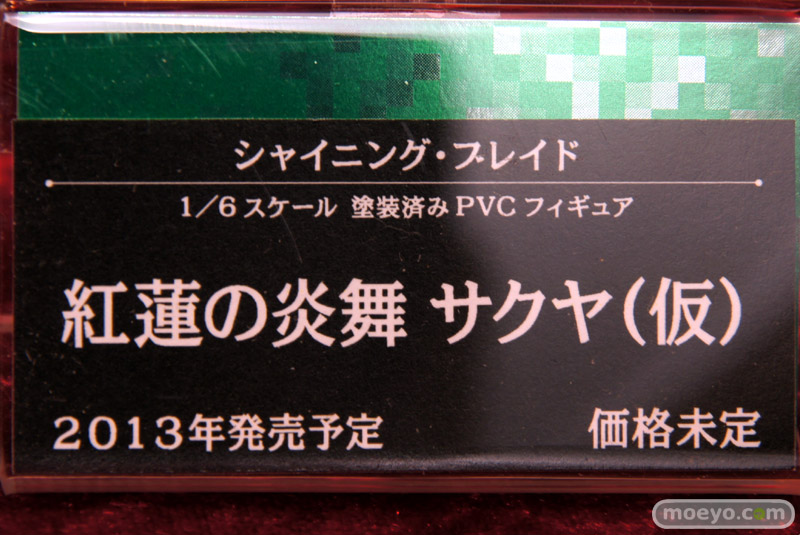 シャイニング・ブレイド
1/6スケール 塗装済みPVCフィギュア
紅蓮の炎舞 サクヤ(仮)
2013年発売予定
価格未定
moeyo.com